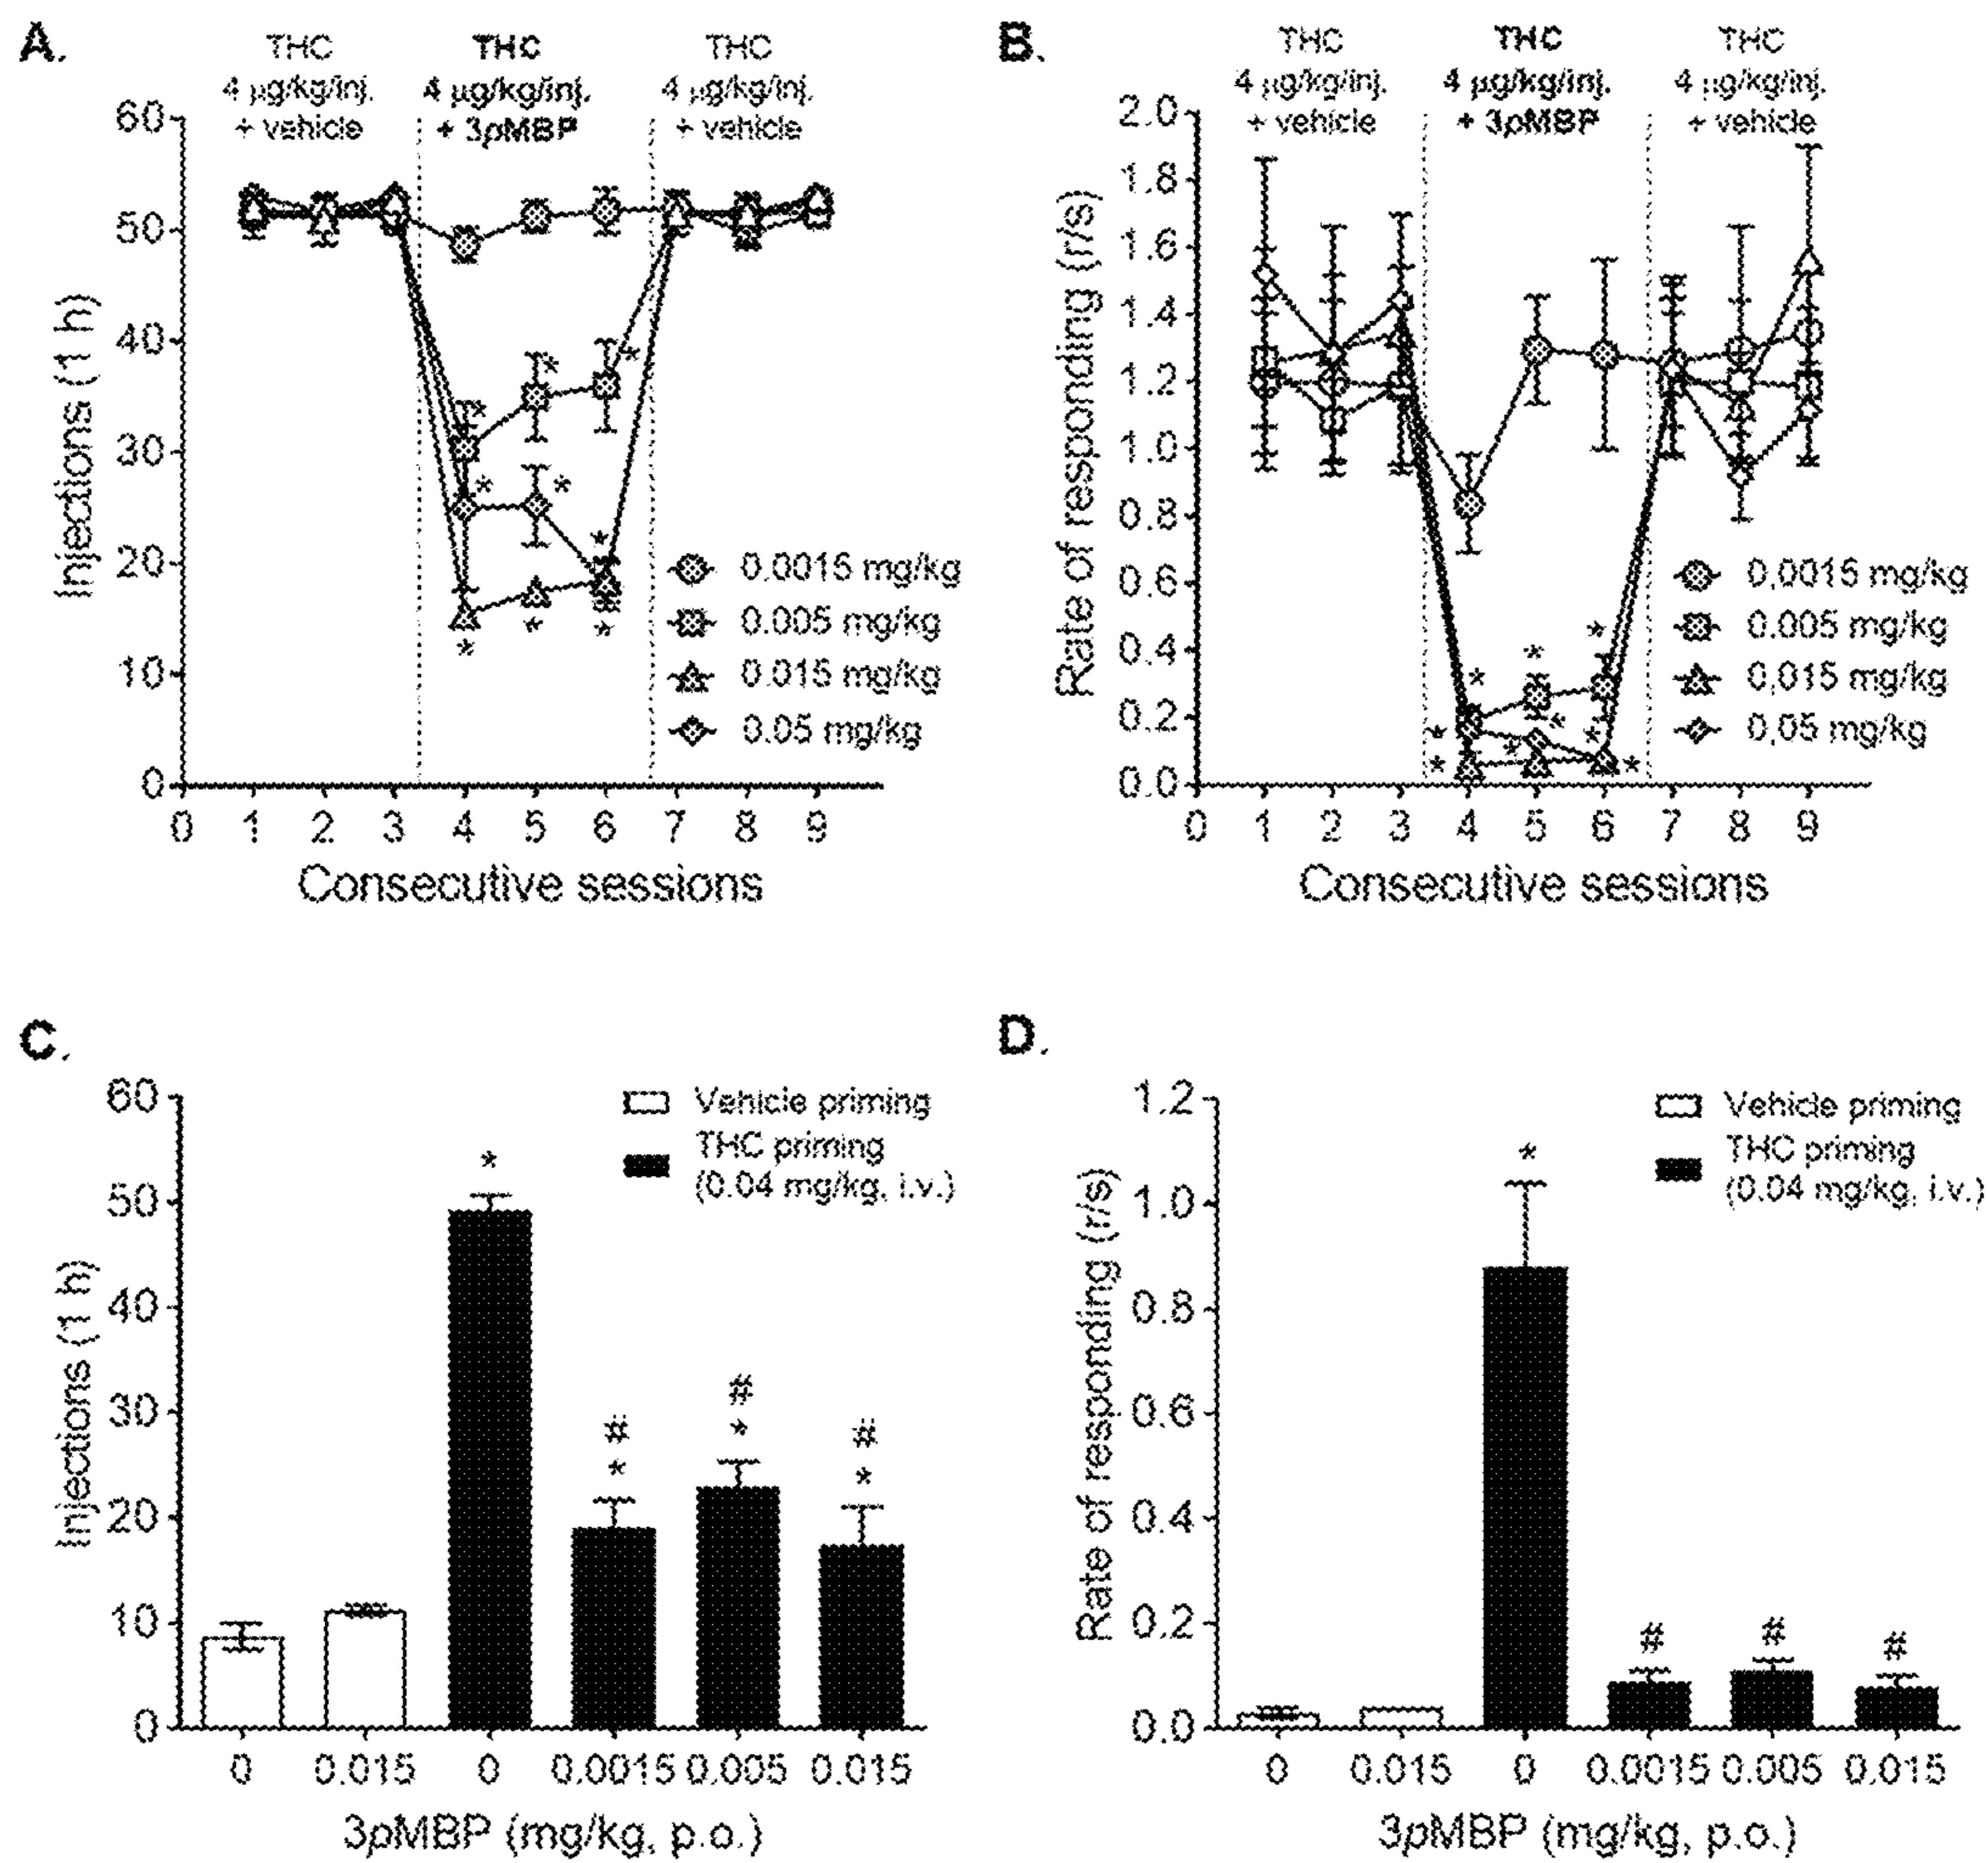 A.
THC
4 µg/kg/inj.
+ vehicle
THC
4 µg/kg/inj.
+ 3pMBP
THC
4 µg/kg/inj.
+ vehicle
60
50
40
30
20
10
0
Injections (1 h)
0.0015 mg/kg
0.005 mg/kg
0.015 mg/kg
0.05 mg/kg
* * * * * * * * *
0 1 2 3 4 5 6 7 8 9
Consecutive sessions
B.
THC
4 µg/kg/inj.
+ vehicle
THC
4 µg/kg/inj.
+ 3pMBP
THC
4 µg/kg/inj.
+ vehicle
2.0
1.8
1.6
1.4
1.2
1.0
0.8
0.6
0.4
0.2
0.0
Rate of responding (r/s)
0.0015 mg/kg
0.005 mg/kg
0.015 mg/kg
0.05 mg/kg
* * * * * * * * *
0 1 2 3 4 5 6 7 8 9
Consecutive sessions
C.
60
50
40
30
20
10
0
Injections (1 h)
Vehicle priming
THC priming
(0.04 mg/kg, i.v.)
*
# # #
* * *
0 0.015 0 0.0015 0.005 0.015
3pMBP (mg/kg, p.o.)
D.
1.2
1.0
0.8
0.6
0.4
0.2
0.0
Rate of responding (r/s)
Vehicle priming
THC priming
(0.04 mg/kg, i.v.)
*
# # #
0 0.015 0 0.0015 0.005 0.015
3pMBP (mg/kg, p.o.)